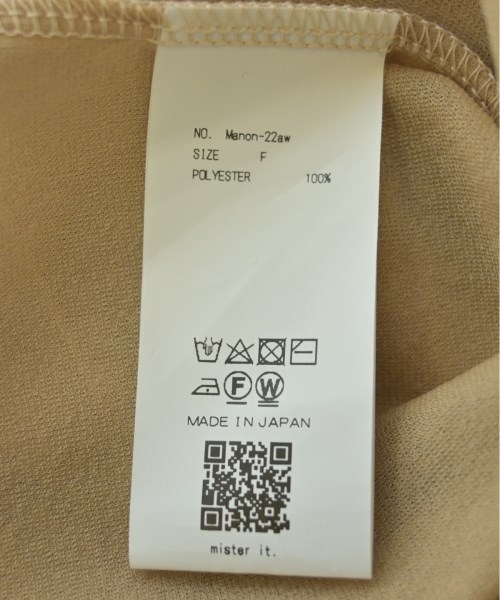 NO. Manon-22aw
SIZE F
POLYESTER 100%
F W
MADE IN JAPAN
mister it.